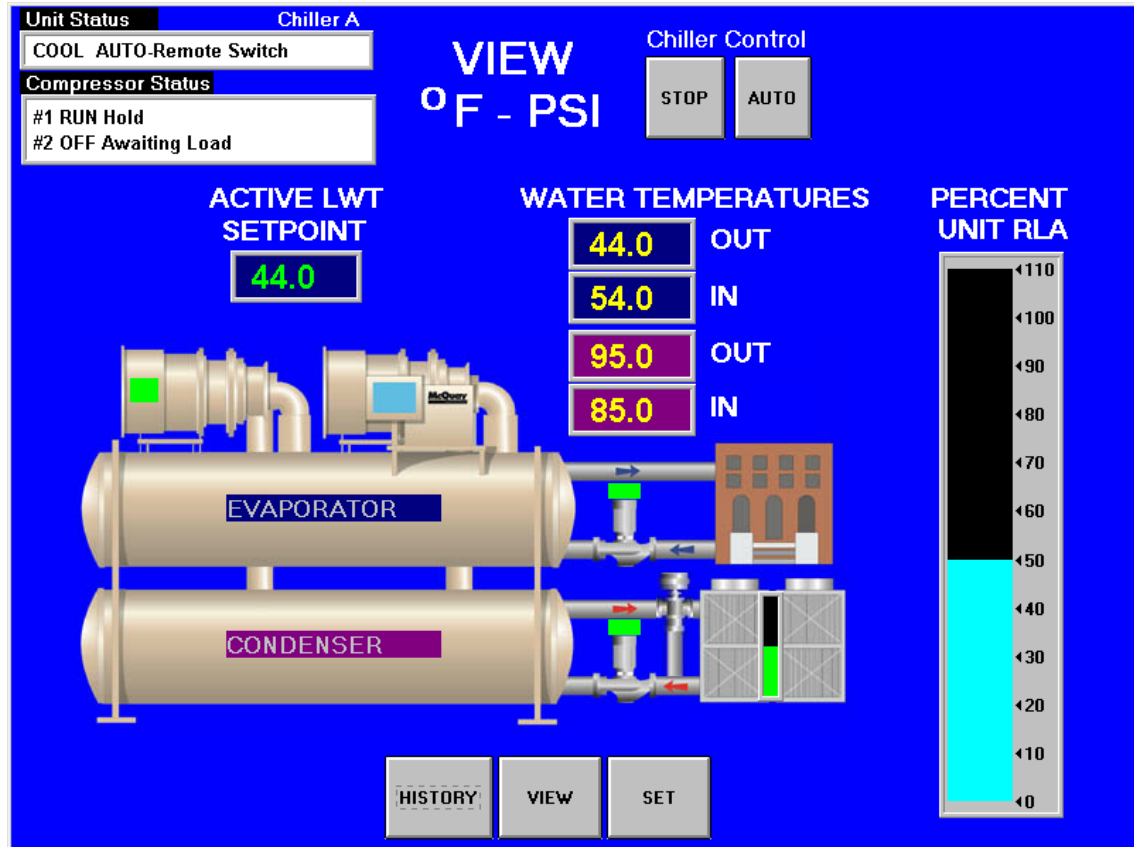 Unit Status Chiller A
COOL AUTO-Remote Switch
Compressor Status
#1 RUN Hold
#2 OFF Awaiting Load
VIEW
ºF - PSI
Chiller Control
STOP AUTO
ACTIVE LWT
SETPOINT
44.0
WATER TEMPERATURES
44.0 OUT
54.0 IN
95.0 OUT
85.0 IN
PERCENT
UNIT RLA
110
100
90
80
70
60
50
40
30
20
10
0
McQuay
EVAPORATOR
CONDENSER
HISTORY VIEW SET